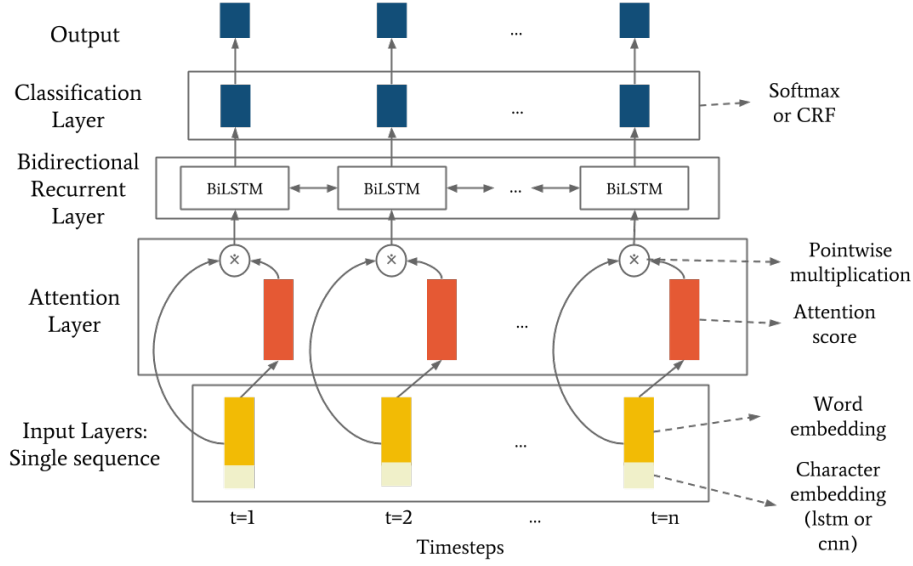 Output
...
Classification
Layer
...
Softmax
or CRF
Bidirectional
Recurrent
Layer
BiLSTM
BiLSTM
...
BiLSTM
ẋ
ẋ
ẋ
Pointwise
multiplication
Attention
Layer
...
Attention
score
Input Layers:
Single sequence
...
Word
embedding
Character
embedding
(lstm or
cnn)
t=1
t=2
...
t=n
Timesteps